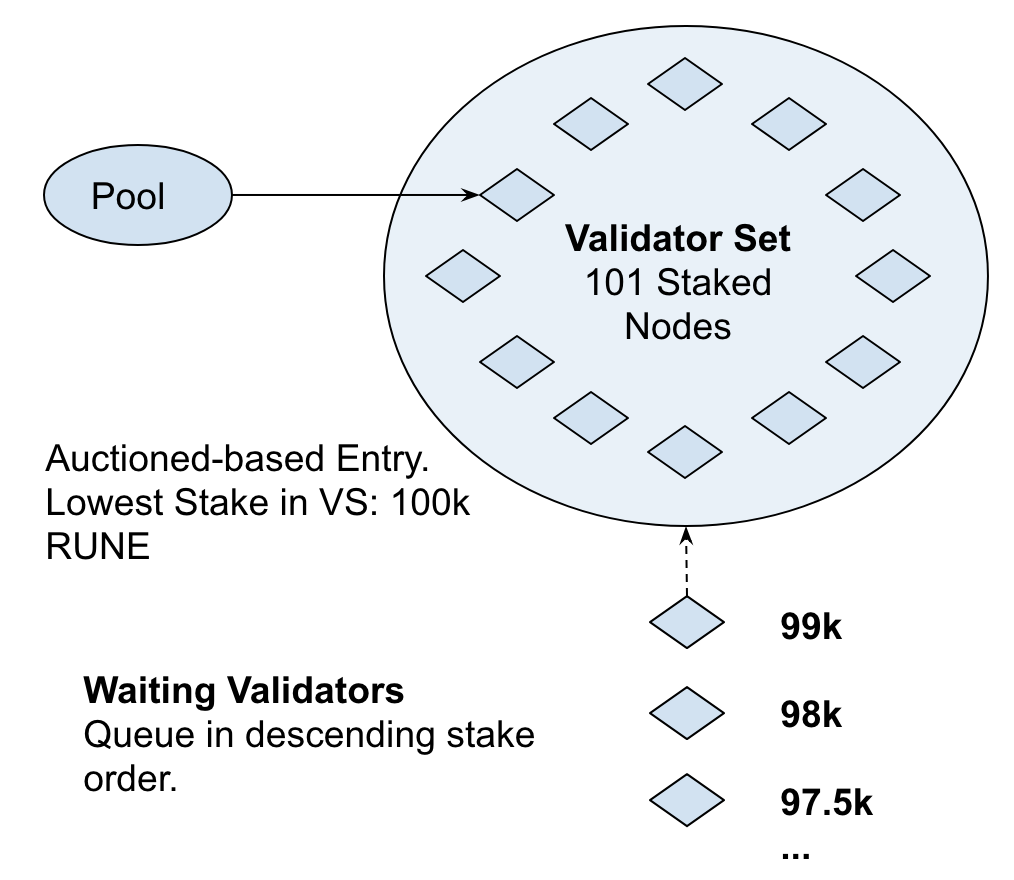 Pool
Validator Set
101 Staked
Nodes
Auctioned-based Entry.
Lowest Stake in VS: 100k
RUNE
99k
Waiting Validators
Queue in descending stake
order.
98k
97.5k
...